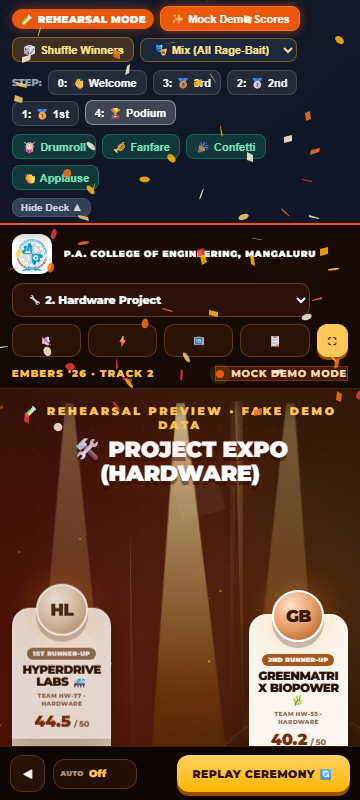 🧪 REHEARSAL MODE
✨ Mock Demo Scores
🎲 Shuffle Winners
🎭 Mix (All Rage-Bait)
STEP:
0: 👋 Welcome
3: 🥉 3rd
2: 🥈 2nd
1: 🥇 1st
4: 🏆 Podium
🥁 Drumroll
🎺 Fanfare
🎉 Confetti
👏 Applause
Hide Deck ▲
P.A. COLLEGE OF ENGINEERING, MANGALURU
🔧 2. Hardware Project
EMBERS '26 · TRACK 2
MOCK DEMO MODE
🧪 REHEARSAL PREVIEW · FAKE DEMO
DATA
🛠️ PROJECT EXPO
(HARDWARE)
HL
1ST RUNNER-UP
HYPERDRIVE
LABS 🚙
TEAM HW-77 ·
HARDWARE
44.5 / 50
GB
2ND RUNNER-UP
GREENMATRI
X BIOPOWER
🌿
TEAM HW-55 ·
HARDWARE
40.2 / 50
◀
AUTO Off
REPLAY CEREMONY 🔄